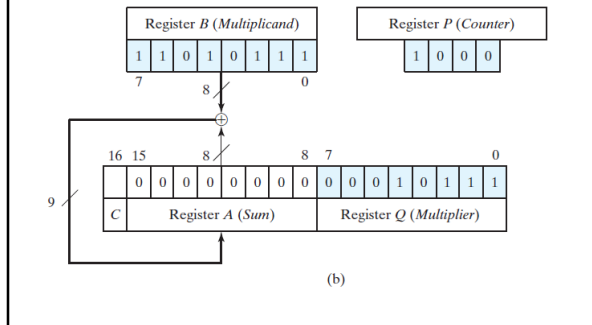 Register B (Multiplicand) Register P (Counter)
1 1 0 1 0 1 1 1 1 0 0 0
7 8 0
16 15 8 8 7 0
0 0 0 0 0 0 0 0 0 0 0 1 0 1 1 1
9
C Register A (Sum) Register Q (Multiplier)
(b)